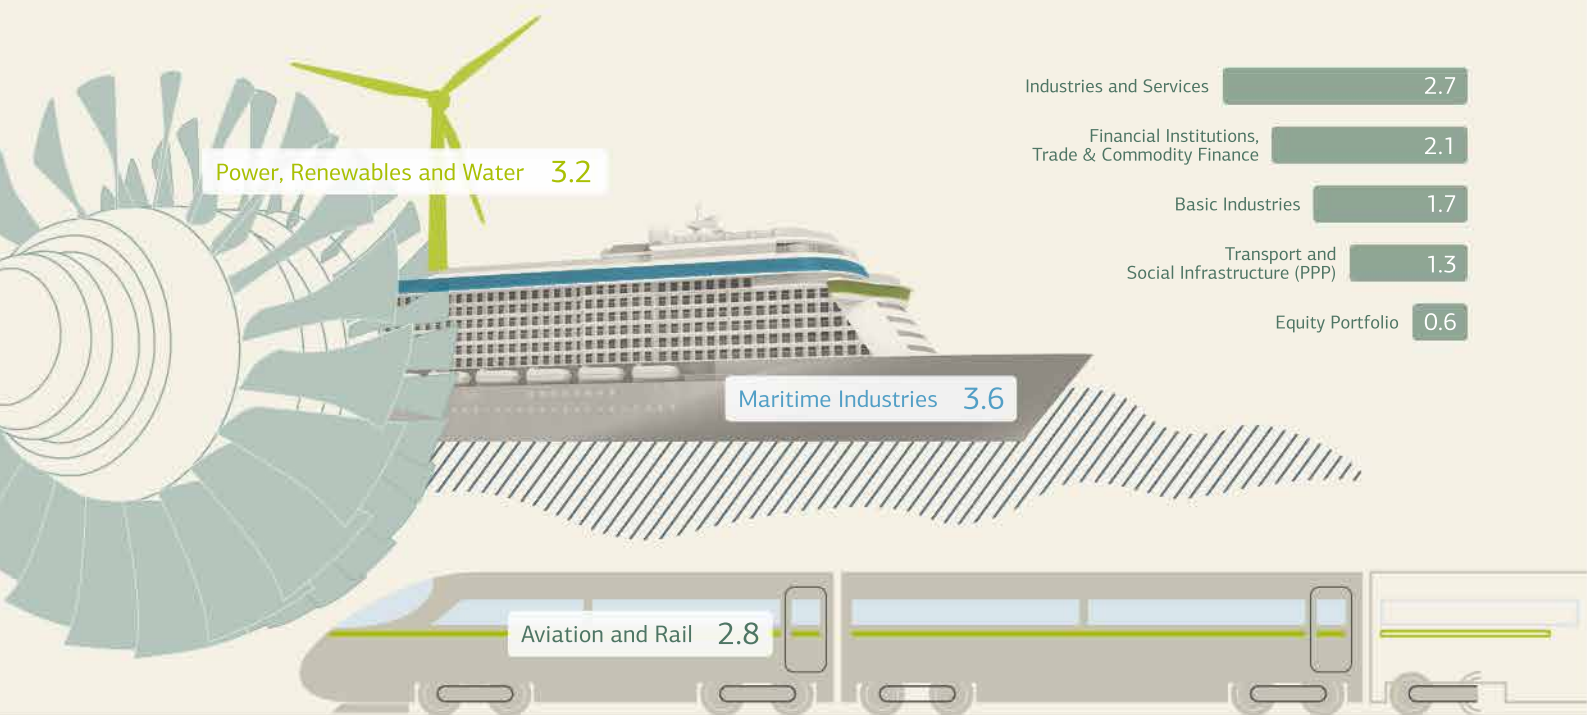 Power, Renewables and Water 3.2
Maritime Industries 3.6
Aviation and Rail 2.8
Industries and Services 2.7
Financial Institutions,
Trade & Commodity Finance 2.1
Basic Industries 1.7
Transport and
Social Infrastructure (PPP) 1.3
Equity Portfolio 0.6